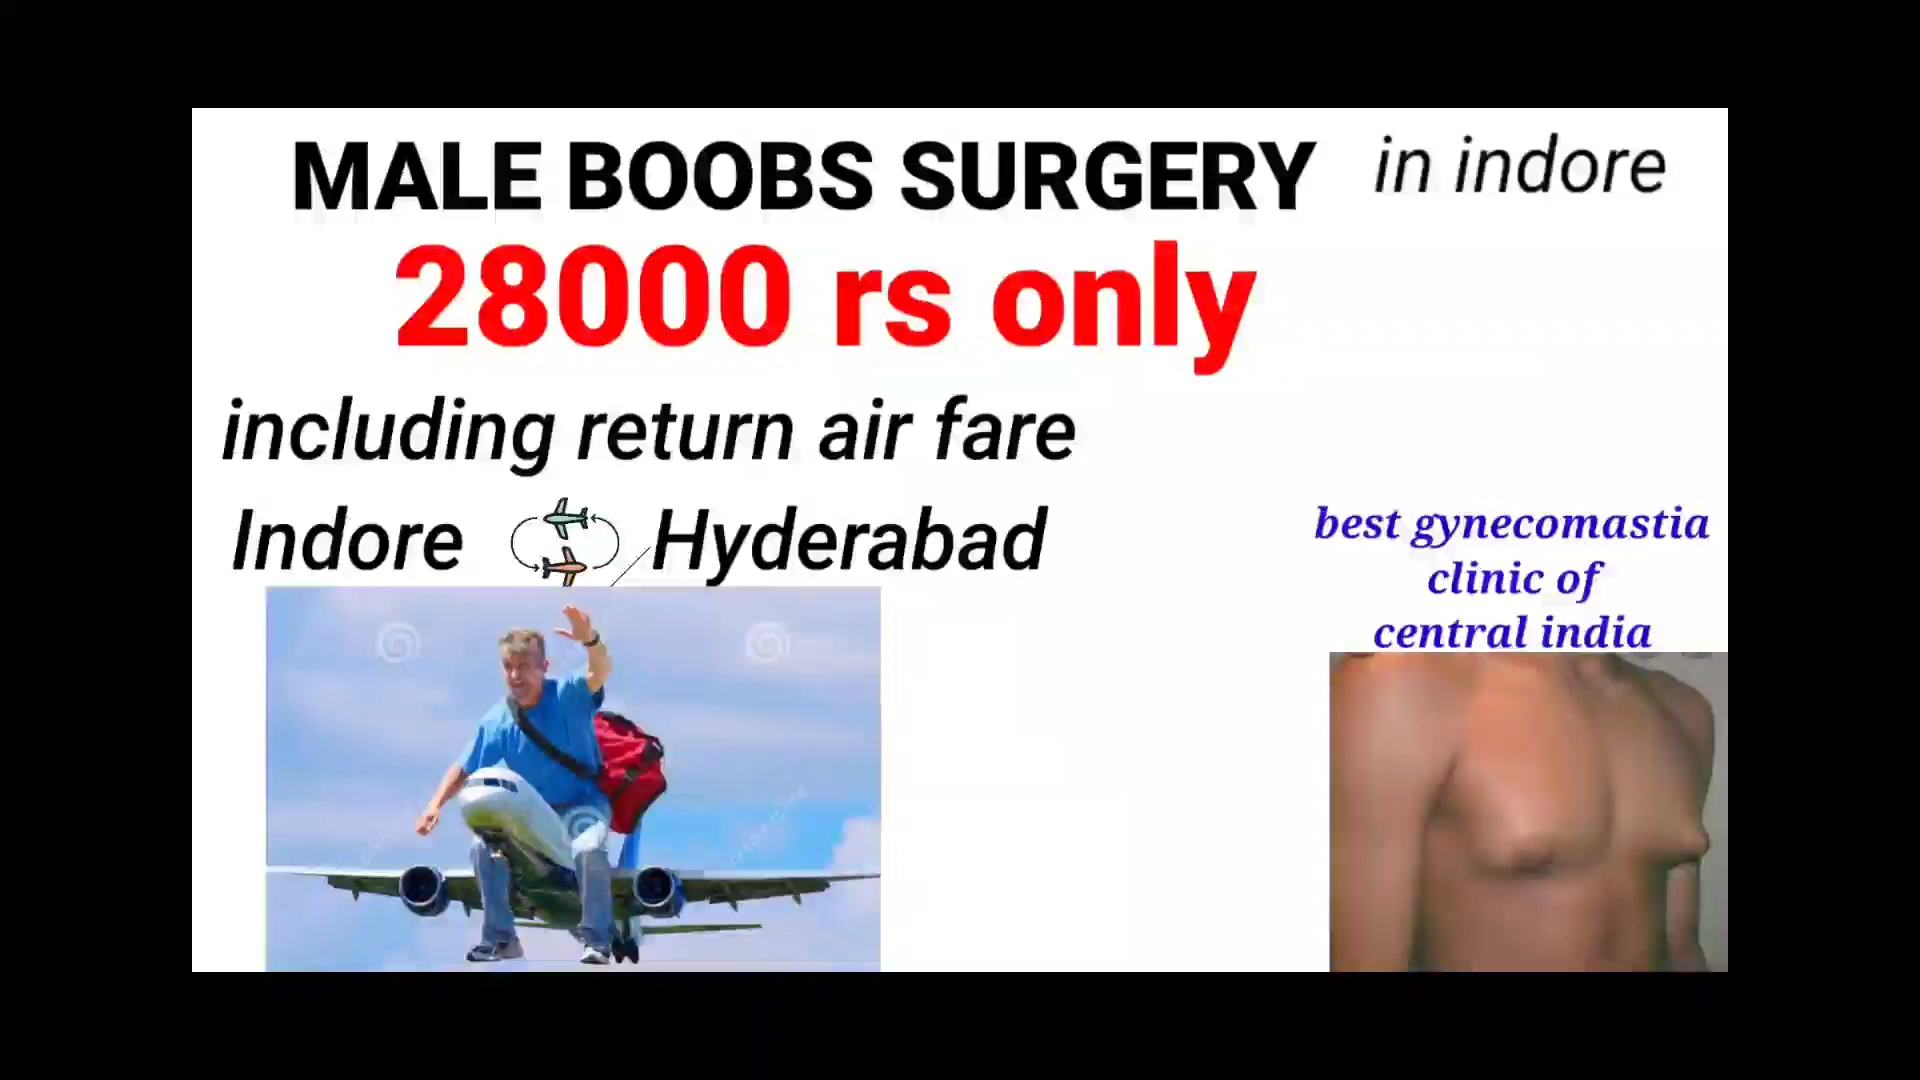 MALE BOOBS SURGERY in indore
28000 rs only
including return air fare
Indore Hyderabad
best gynecomastia
clinic of
central india